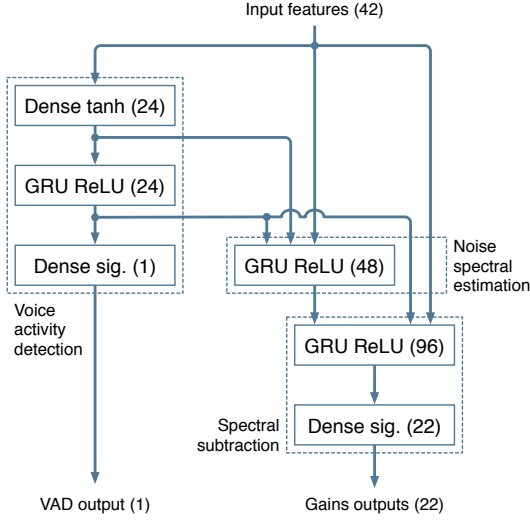 Input features (42)
Dense tanh (24)
GRU ReLU (24)
Dense sig. (1)
Voice
activity
detection
GRU ReLU (48)
Noise
spectral
estimation
GRU ReLU (96)
Dense sig. (22)
Spectral
subtraction
VAD output (1)
Gains outputs (22)